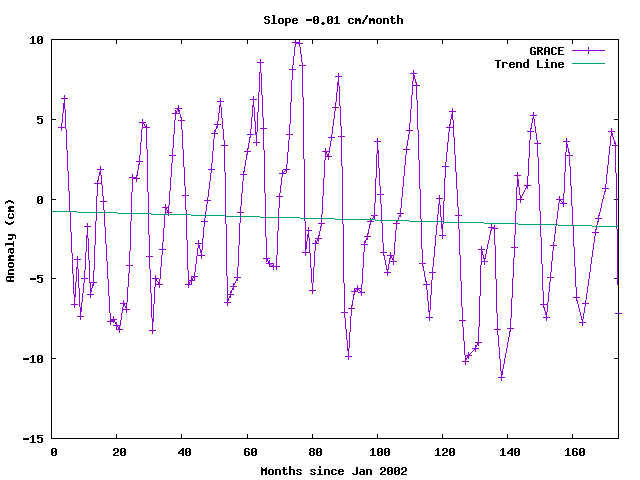 Slope -0.01 cm/month
10
5
0
-5
-10
-15
Anomaly (cm)
GRACE
Trend Line
0 20 40 60 80 100 120 140 160
Months since Jan 2002